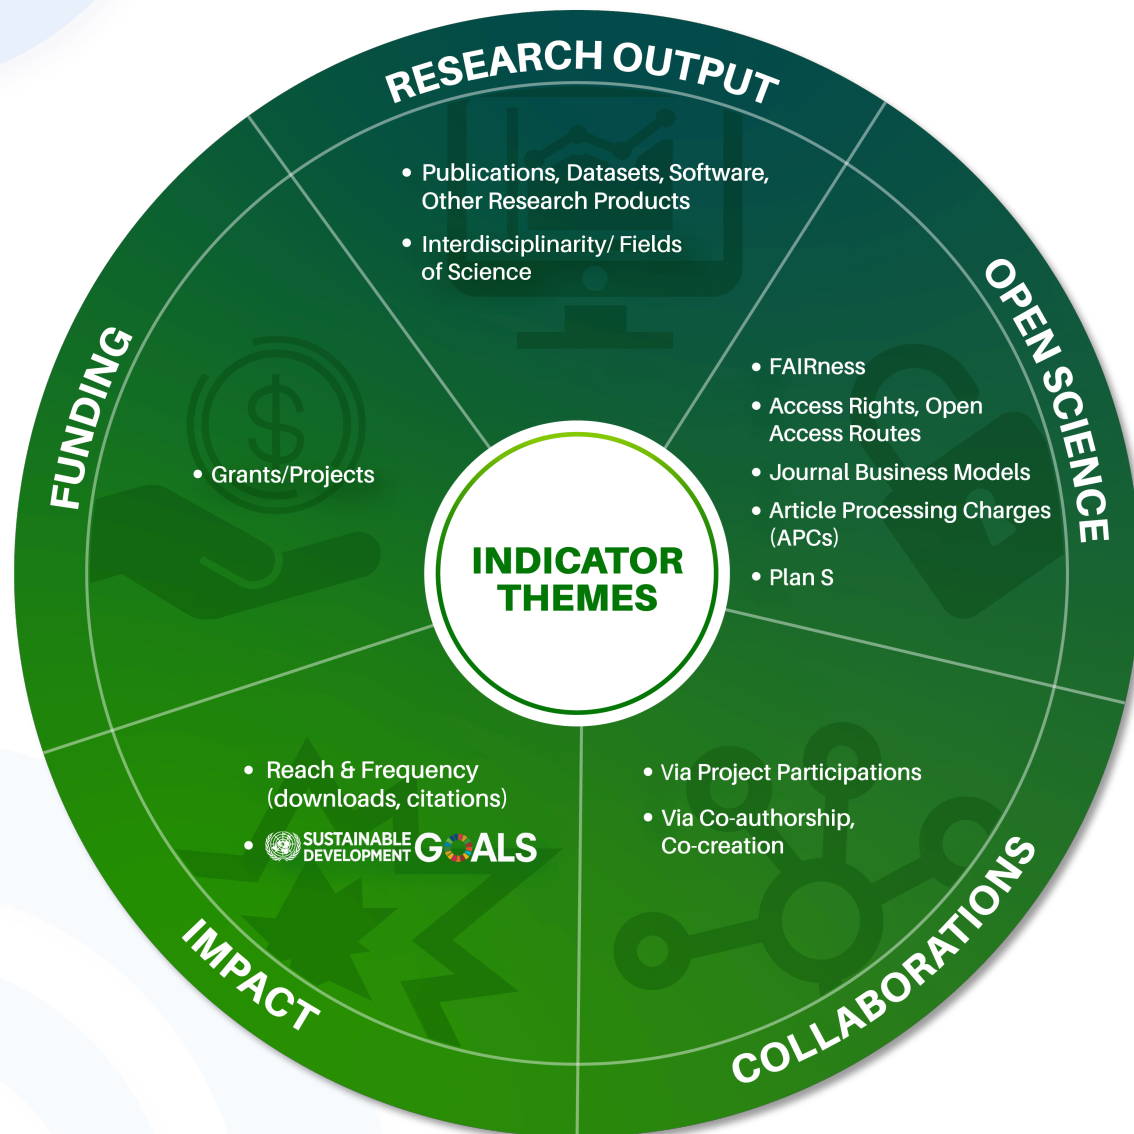 RESEARCH OUTPUT
• Publications, Datasets, Software,
Other Research Products
• Interdisciplinarity/ Fields
of Science
OPEN SCIENCE
• FAIRness
• Access Rights, Open
Access Routes
• Journal Business Models
• Article Processing Charges
(APCs)
• Plan S
FUNDING
$
• Grants/Projects
INDICATOR
THEMES
IMPACT
• Reach & Frequency
(downloads, citations)
• SUSTAINABLE
DEVELOPMENT GOALS
COLLABORATIONS
• Via Project Participations
• Via Co-authorship,
Co-creation